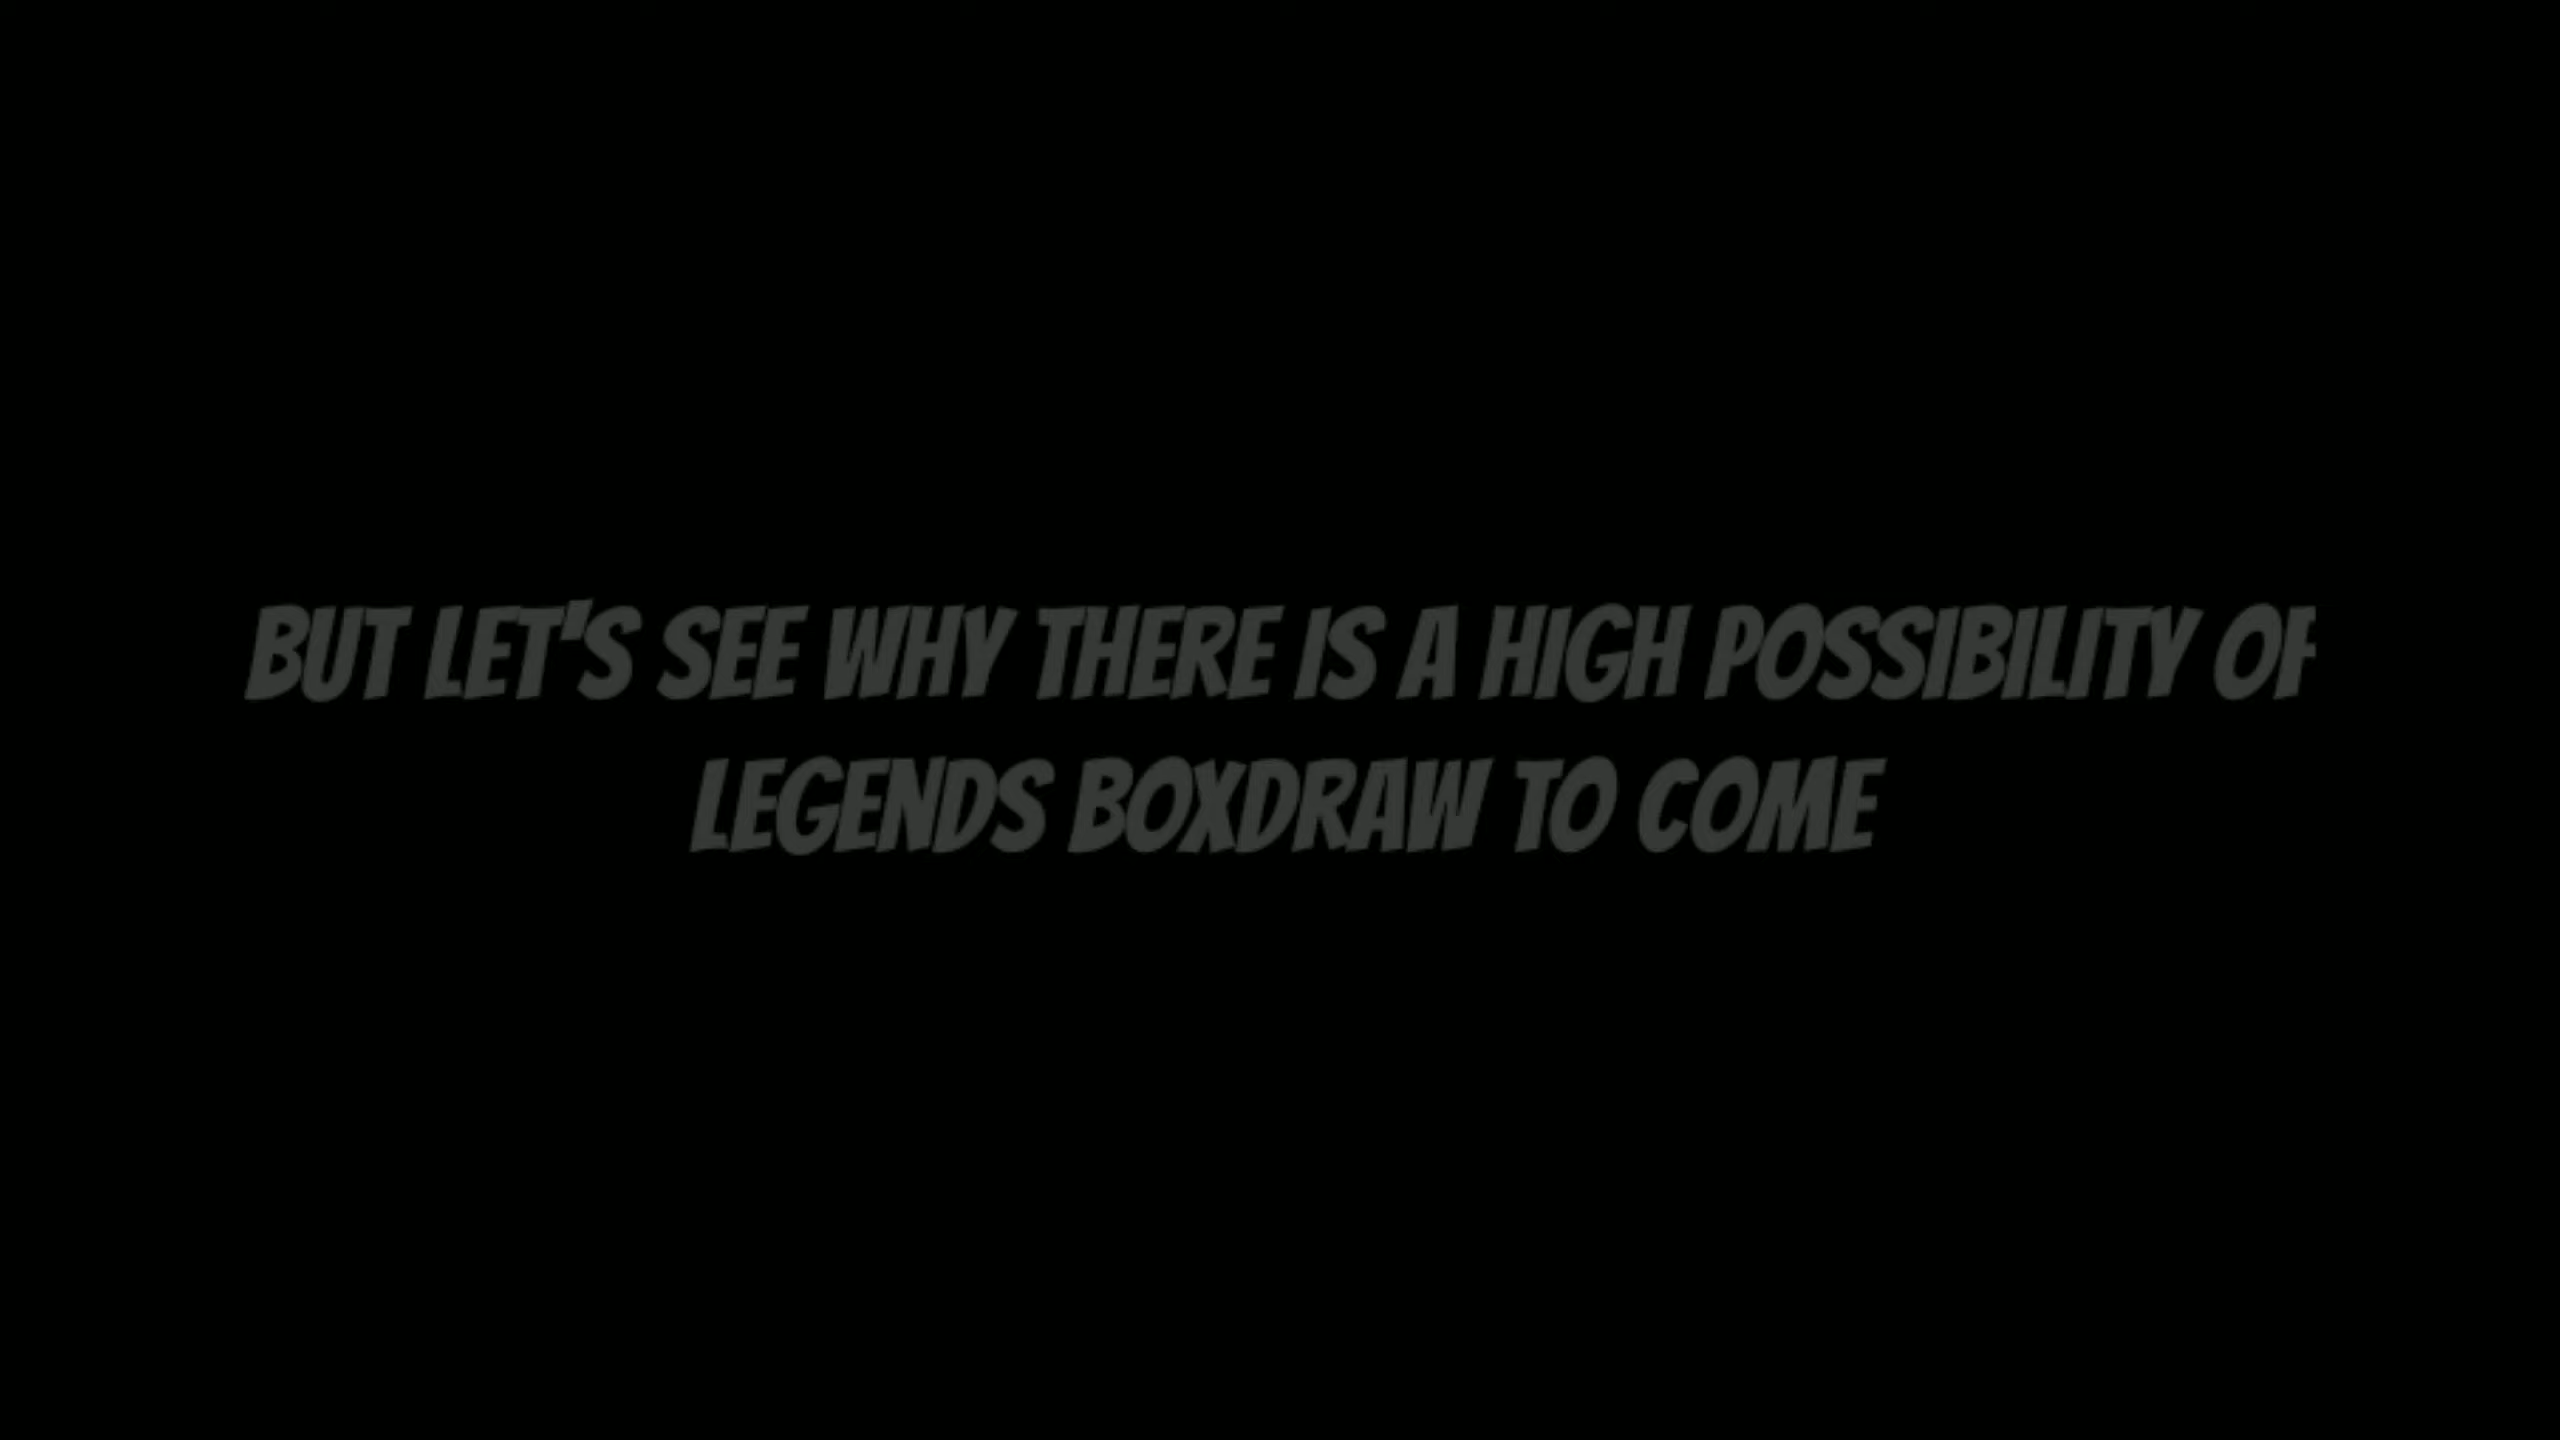 BUT LET'S SEE WHY THERE IS A HIGH POSSIBILITY OF
LEGENDS BOXDRAW TO COME